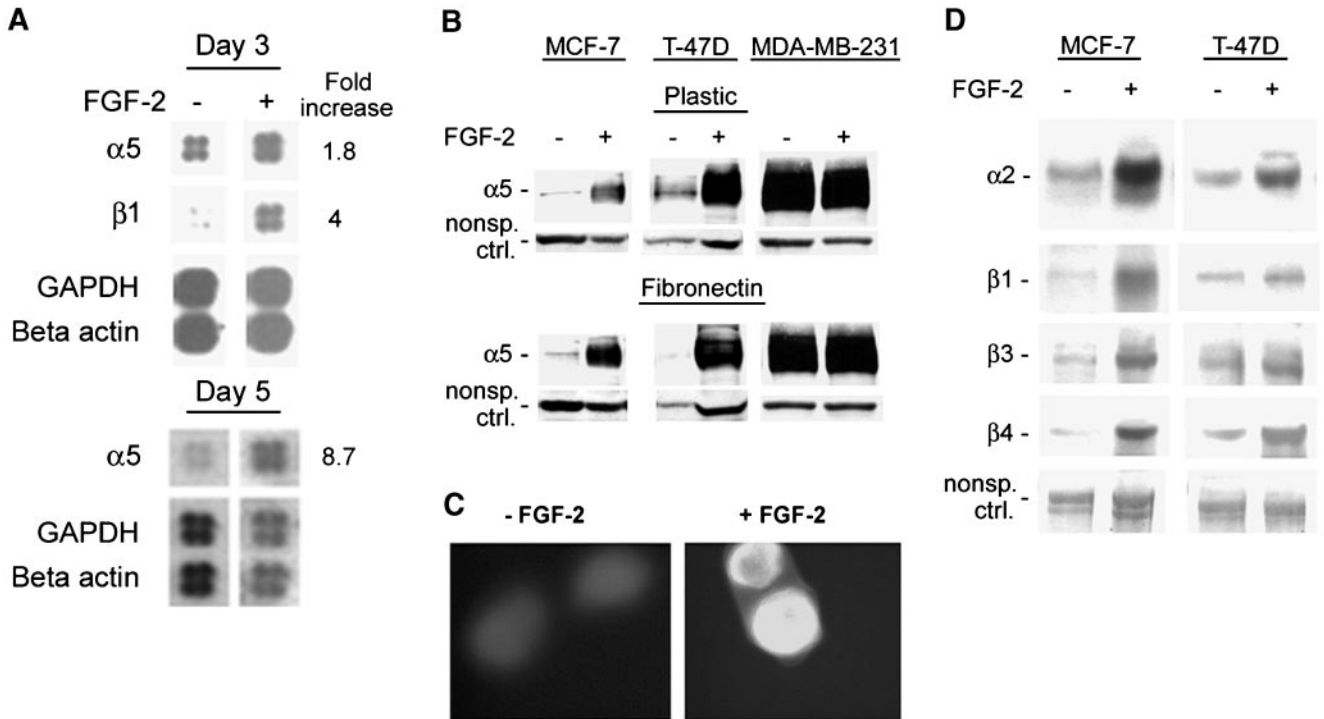 A
Day 3
FGF-2 - + Fold increase
α5 1.8
β1 4
GAPDH
Beta actin
Day 5
α5 8.7
GAPDH
Beta actin
B
MCF-7 T-47D MDA-MB-231
Plastic
FGF-2 - + - + - +
α5 -
nonsp. ctrl. -
Fibronectin
α5 -
nonsp. ctrl. -
C
- FGF-2 + FGF-2
D
MCF-7 T-47D
FGF-2 - + - +
α2 -
β1 -
β3 -
β4 -
nonsp. ctrl. -